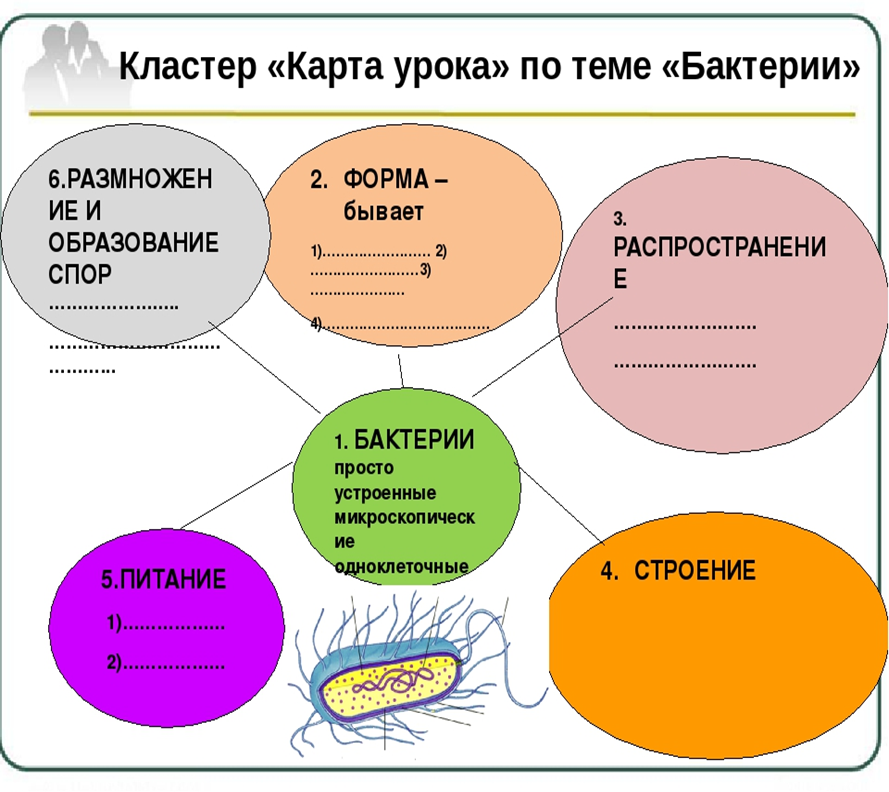 Кластер «Карта урока» по теме «Бактерии»
6.РАЗМНОЖЕН
ИЕ И
ОБРАЗОВАНИЕ
СПОР
.......................
..............................
............
2. ФОРМА –
бывает
1)....................... 2)
.......................3)
....................
4)...................................
3.
РАСПРОСТРАНЕНИ
Е
.........................
.........................
1. БАКТЕРИИ
просто
устроенные
микроскопическ
ие
одноклеточные
5.ПИТАНИЕ
1)..................
2)..................
4. СТРОЕНИЕ